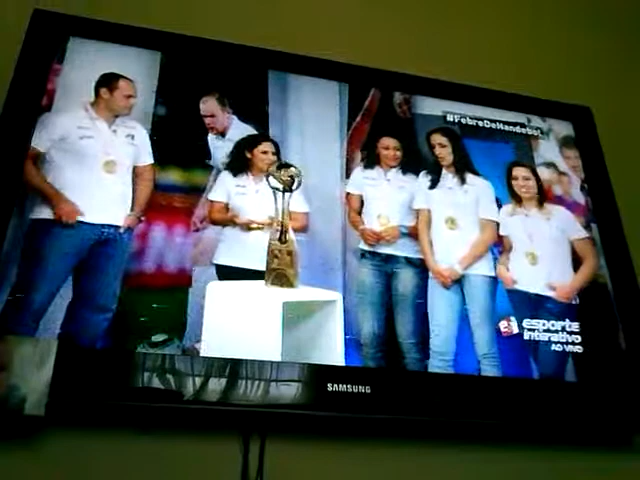 #FebreDeHandebol
esporte
interativo
AO VIVO
SAMSUNG